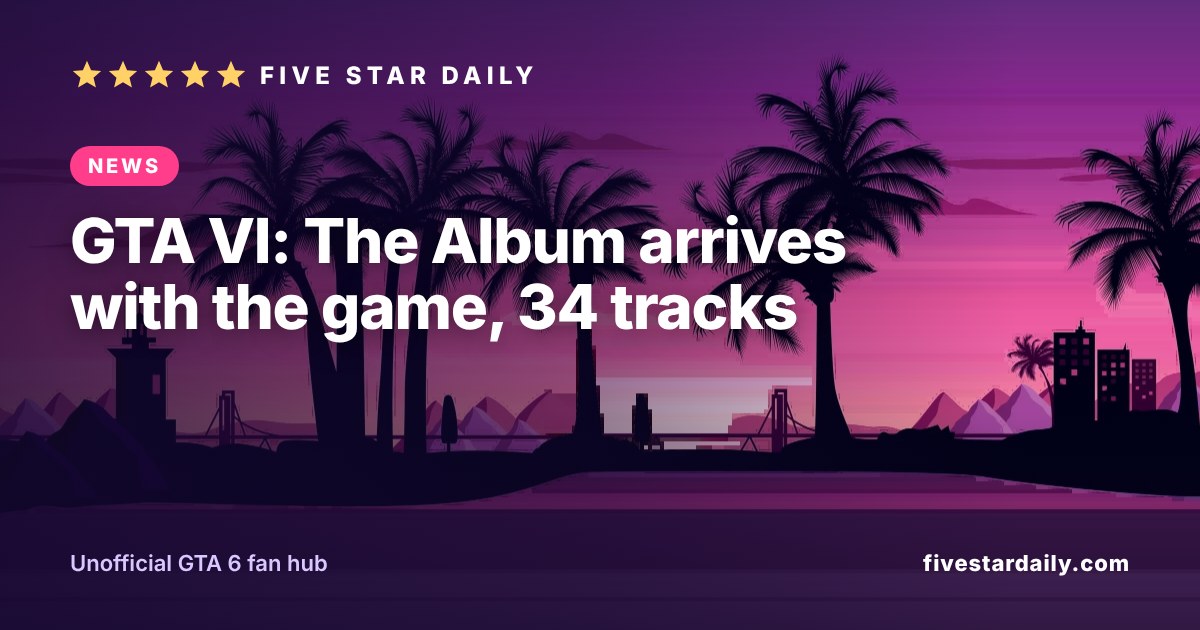 FIVE STAR DAILY
NEWS
GTA VI: The Album arrives
with the game, 34 tracks
Unofficial GTA 6 fan hub
fivestardaily.com